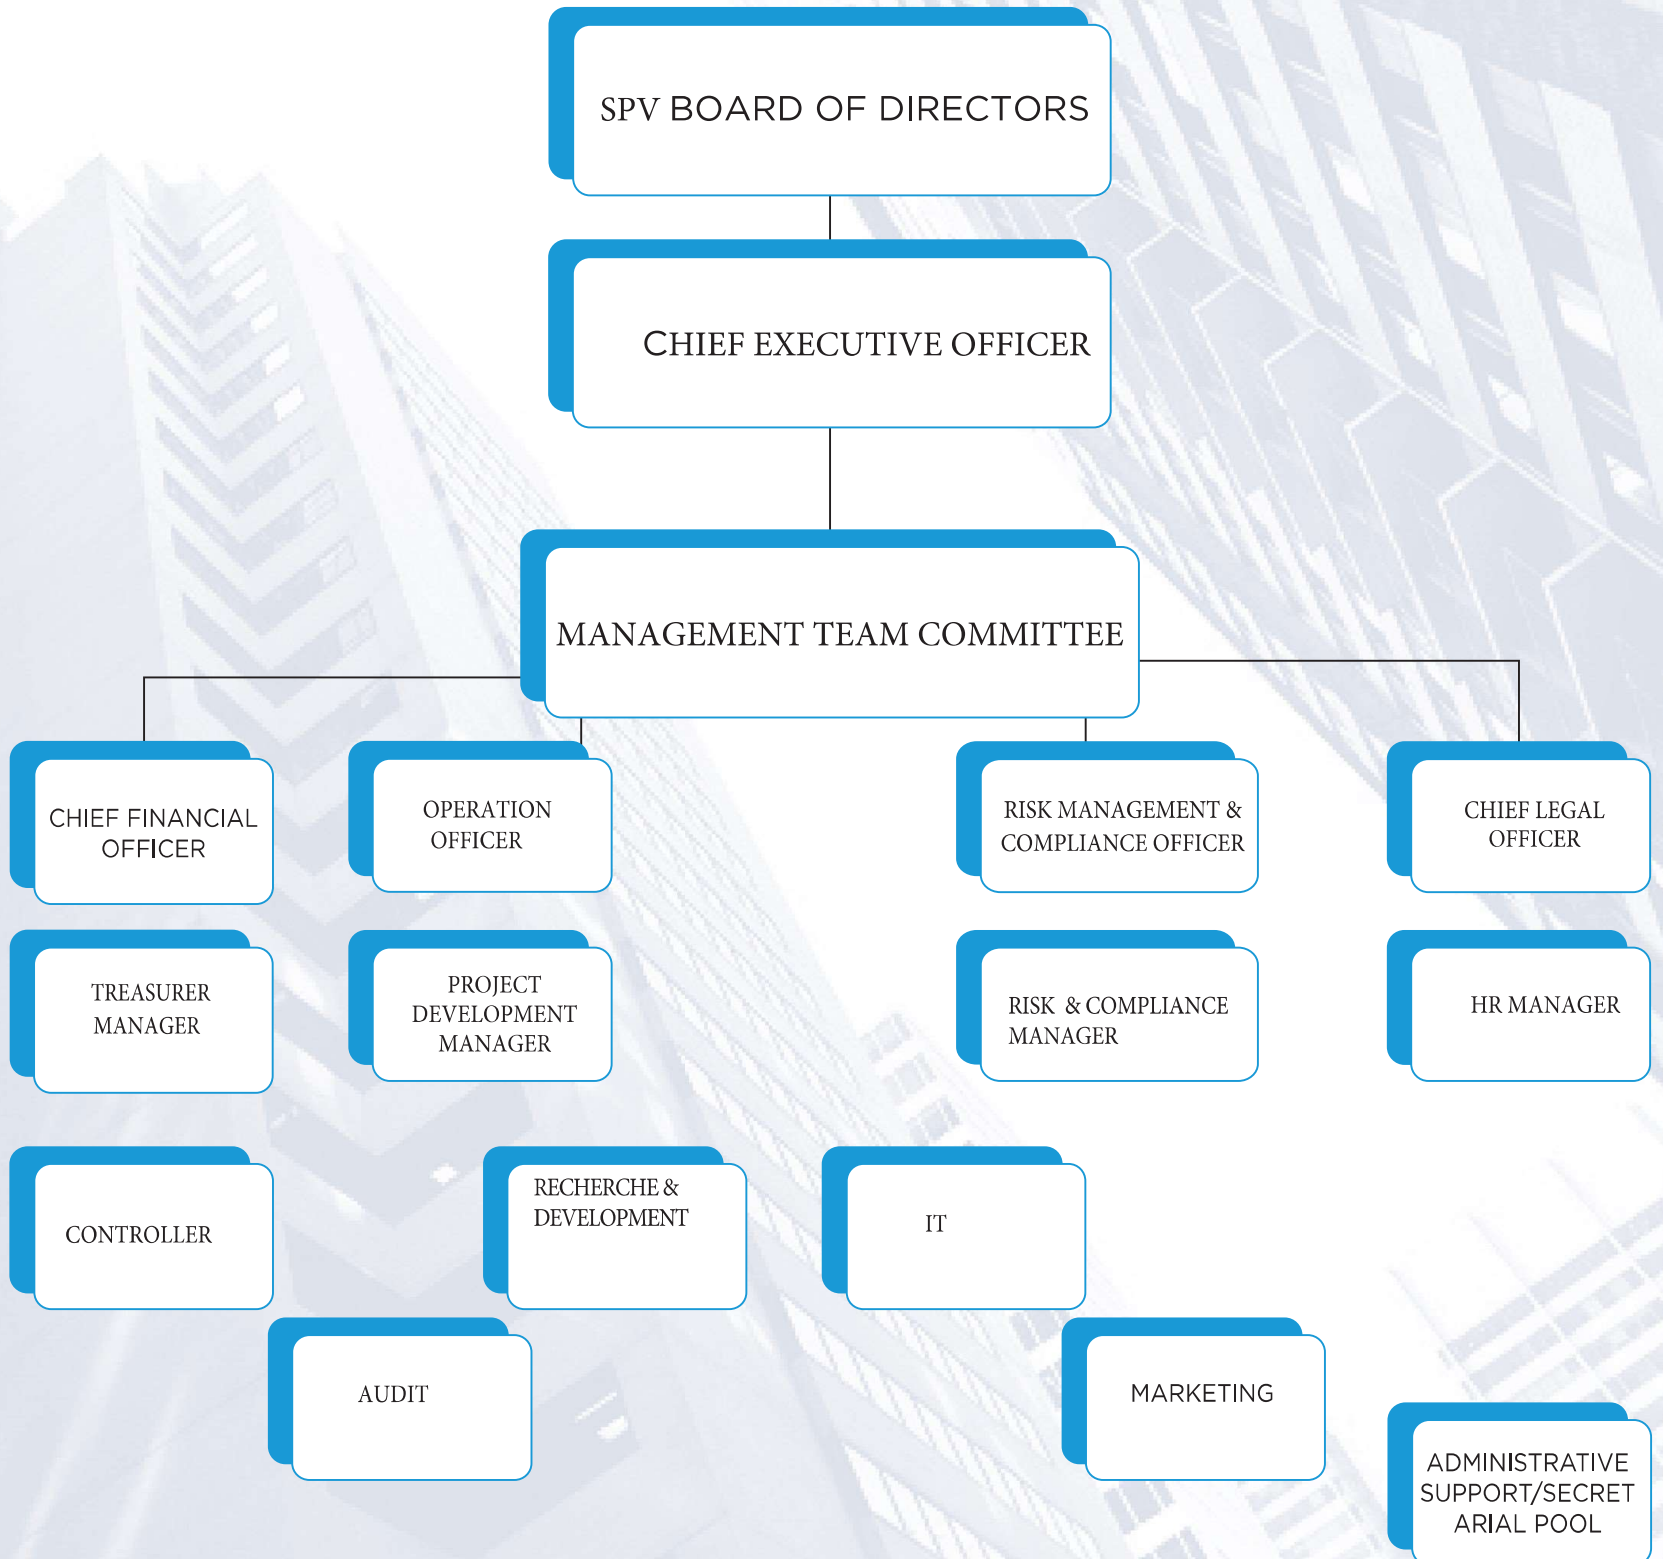 SPV BOARD OF DIRECTORS
CHIEF EXECUTIVE OFFICER
MANAGEMENT TEAM COMMITTEE
CHIEF FINANCIAL
OFFICER
OPERATION
OFFICER
RISK MANAGEMENT &
COMPLIANCE OFFICER
CHIEF LEGAL
OFFICER
TREASURER
MANAGER
PROJECT
DEVELOPMENT
MANAGER
RISK & COMPLIANCE
MANAGER
HR MANAGER
CONTROLLER
RECHERCHE &
DEVELOPMENT
IT
AUDIT
MARKETING
ADMINISTRATIVE
SUPPORT/SECRET
ARIAL POOL